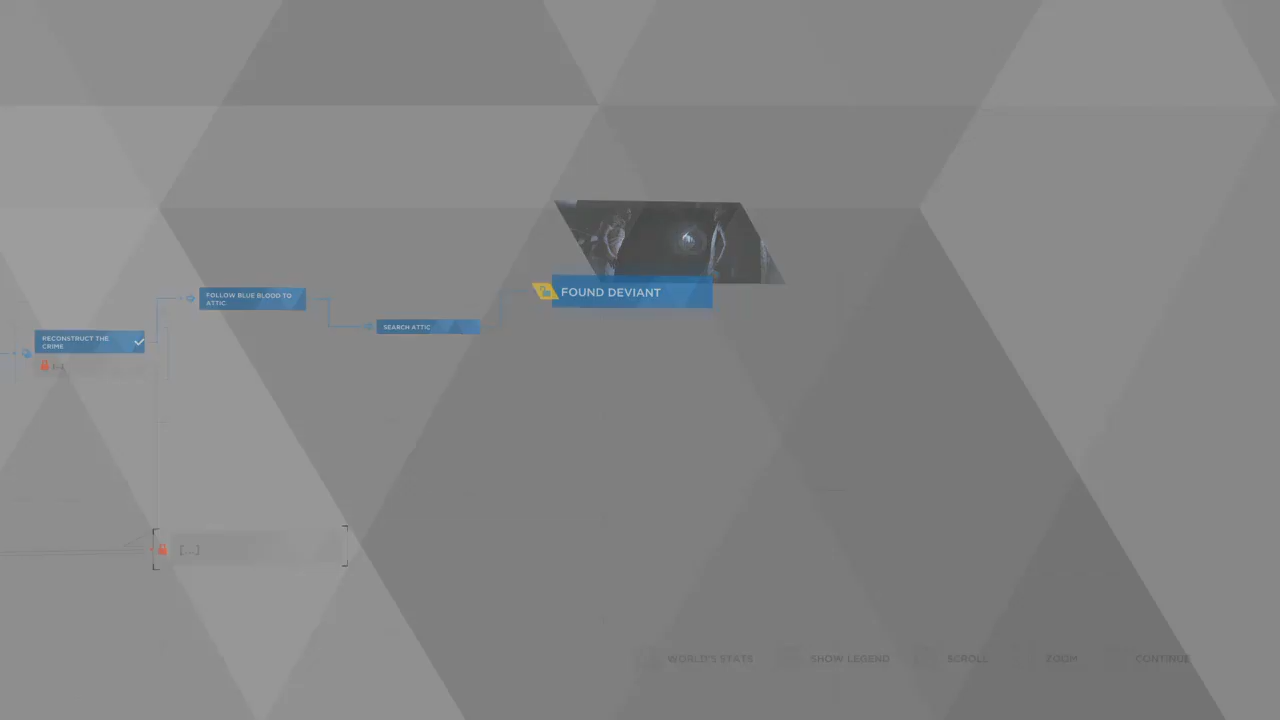 FOLLOW BLUE BLOOD TO
ATTIC
FOUND DEVIANT
SEARCH ATTIC
RECONSTRUCT THE
CRIME
[...]
[...]
WORLD'S STATS
SHOW LEGEND
SCROLL
ZOOM
CONTINUE